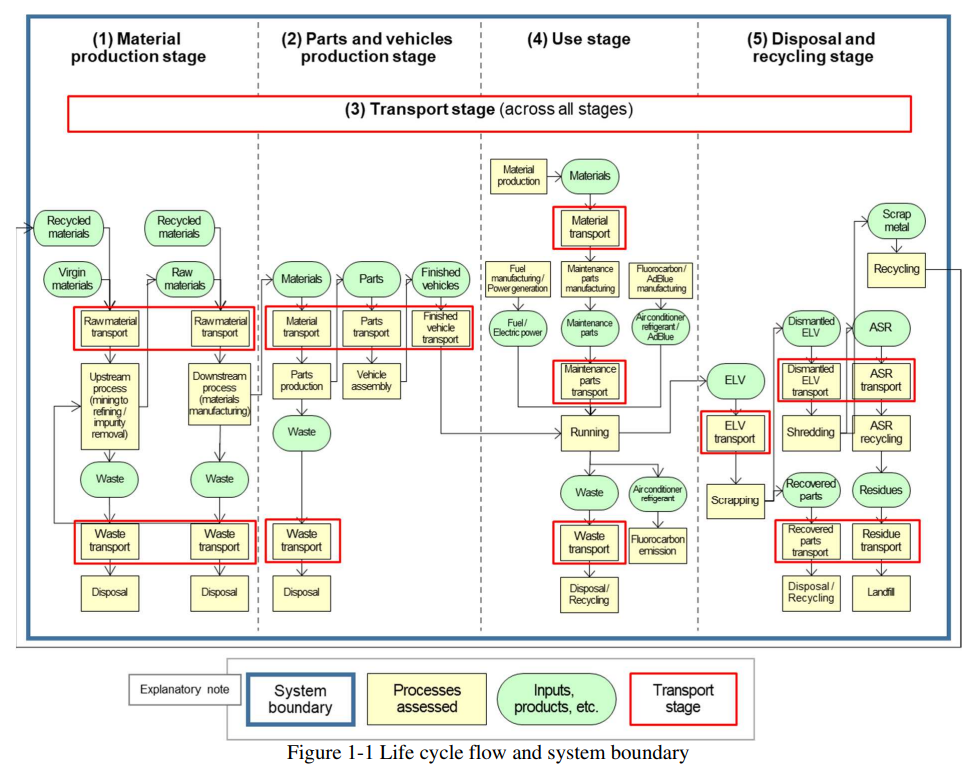 (1) Material
production stage
(2) Parts and vehicles
production stage
(4) Use stage
(5) Disposal and
recycling stage
(3) Transport stage (across all stages)
Recycled
materials
Recycled
materials
Virgin
materials
Raw
materials
Raw material
transport
Raw material
transport
Upstream
process
(mining to
refining /
impurity
removal)
Downstream
process
(materials
manufacturing)
Waste
Waste
Waste
transport
Waste
transport
Disposal
Disposal
Materials
Parts
Finished
vehicles
Material
transport
Parts
transport
Finished
vehicle
transport
Parts
production
Vehicle
assembly
Waste
Waste
transport
Disposal
Material
production
Materials
Material
transport
Fuel
manufacturing /
Power generation
Maintenance
parts
manufacturing
Fluorocarbon /
AdBlue
manufacturing
Fuel /
Electric power
Maintenance
parts
Air conditioner
refrigerant /
AdBlue
Maintenance
parts
transport
Running
Waste
Air conditioner
refrigerant
Waste
transport
Fluorocarbon
emission
Disposal /
Recycling
ELV
ELV
transport
Scrapping
Scrap
metal
Recycling
Dismantled
ELV
ASR
Dismantled
ELV
transport
ASR
transport
Shredding
ASR
recycling
Recovered
parts
Residues
Recovered
parts
transport
Residue
transport
Disposal /
Recycling
Landfill
Explanatory note
System
boundary
Processes
assessed
Inputs,
products, etc.
Transport
stage
Figure 1-1 Life cycle flow and system boundary